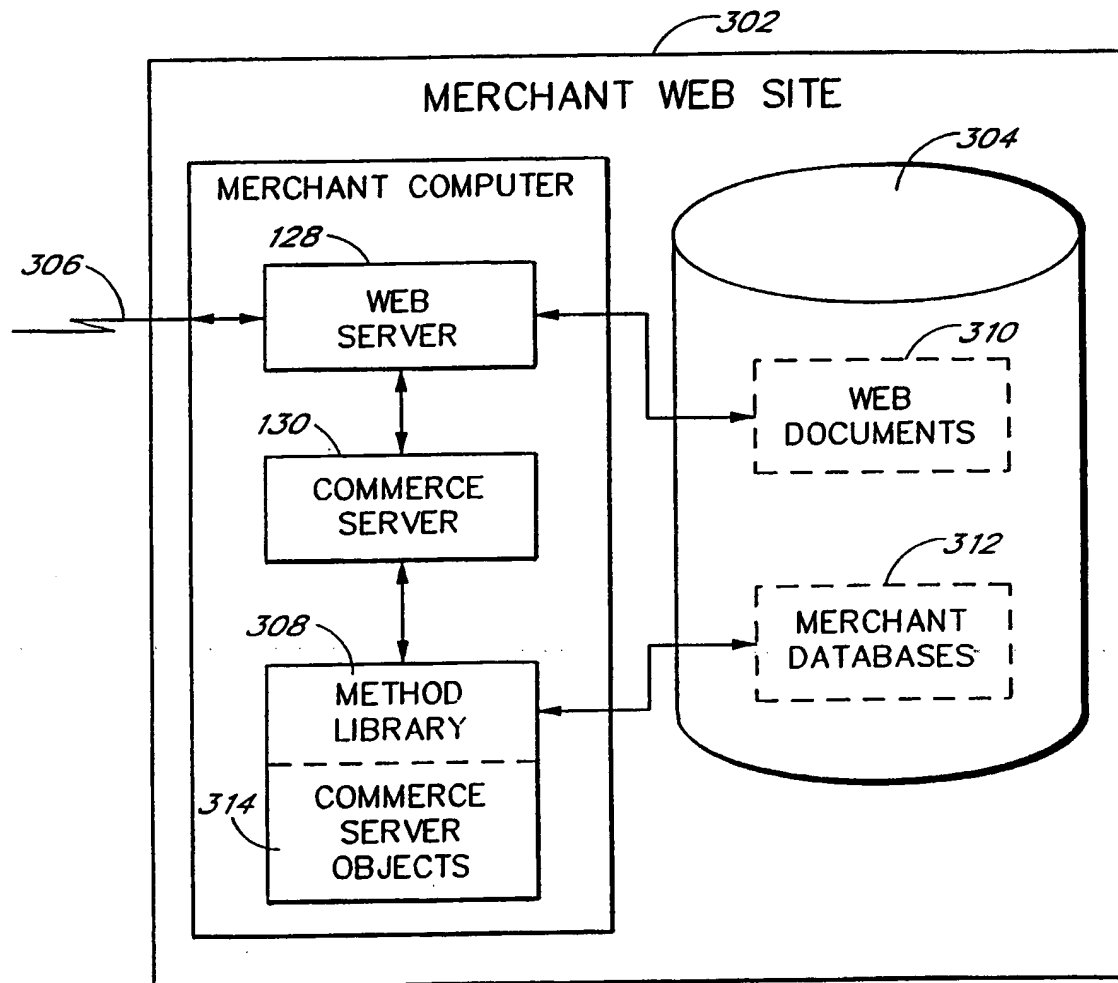 302
MERCHANT WEB SITE
304
MERCHANT COMPUTER
128
306
WEB
SERVER
310
WEB
DOCUMENTS
130
COMMERCE
SERVER
312
MERCHANT
DATABASES
308
METHOD
LIBRARY
314
COMMERCE
SERVER
OBJECTS